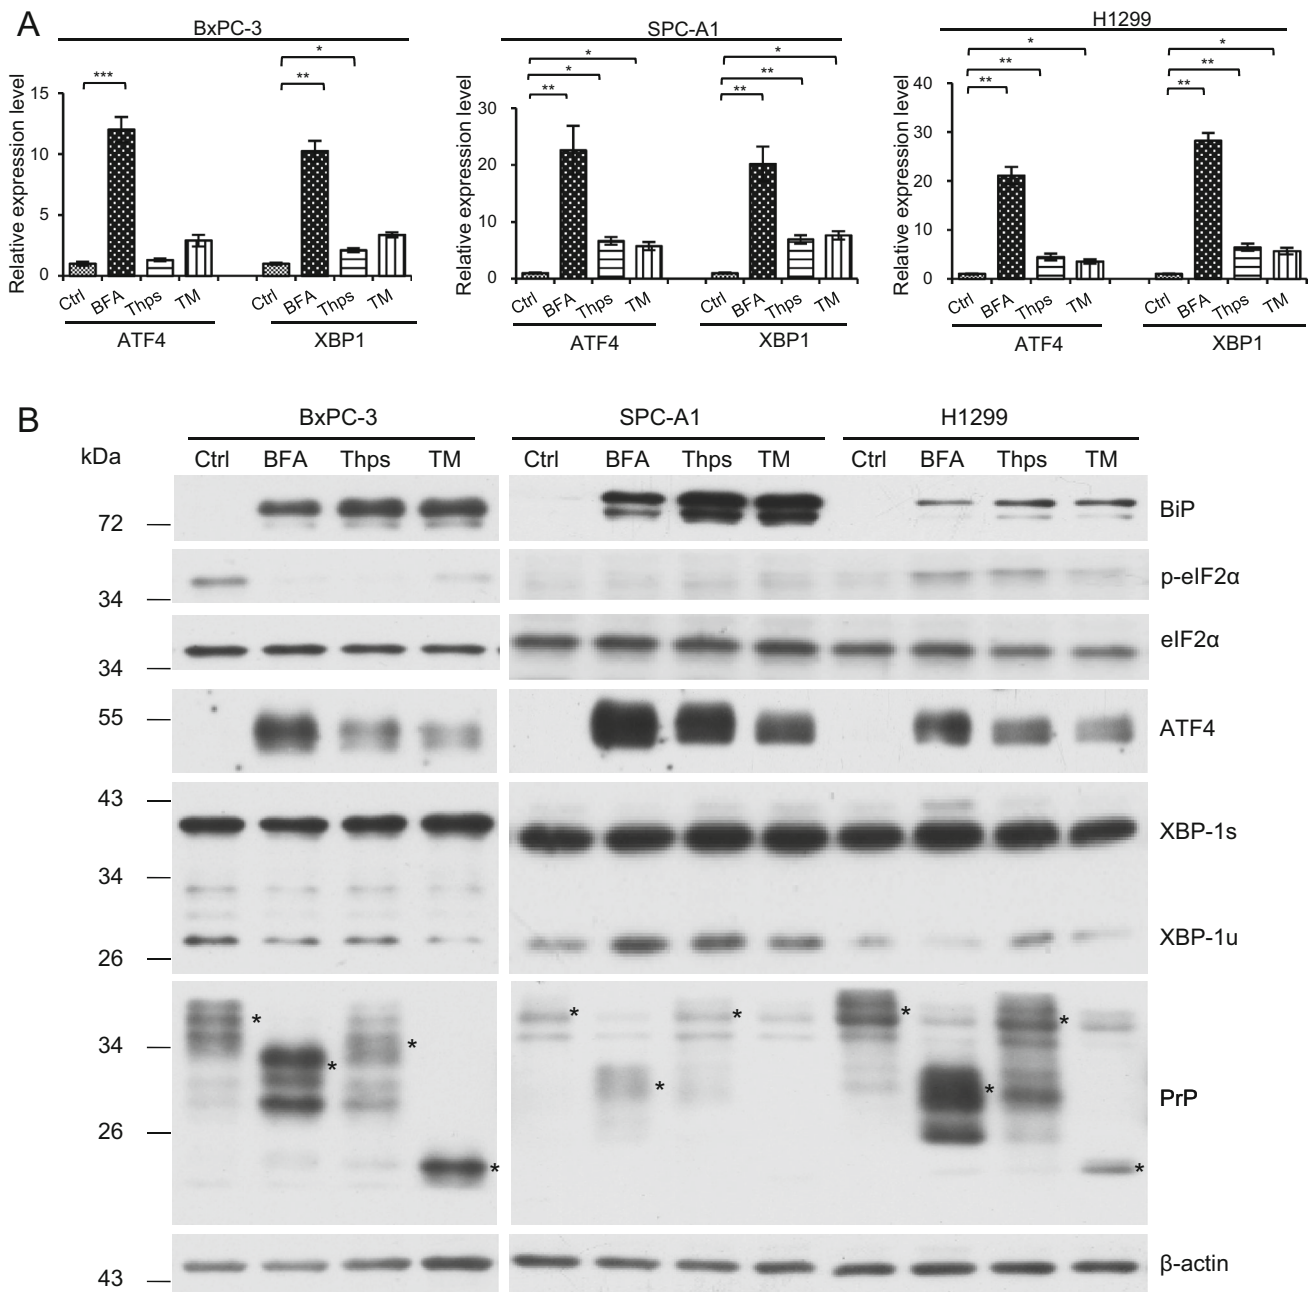 A
BxPC-3
SPC-A1
H1299
Relative expression level
15
10
5
0
***
**
*
Ctrl BFA Thps TM Ctrl BFA Thps TM
ATF4 XBP1
Relative expression level
30
20
10
0
**
*
*
**
**
*
Ctrl BFA Thps TM Ctrl BFA Thps TM
ATF4 XBP1
Relative expression level
40
30
20
10
0
**
**
*
**
**
*
Ctrl BFA Thps TM Ctrl BFA Thps TM
ATF4 XBP1
B
BxPC-3 SPC-A1 H1299
kDa Ctrl BFA Thps TM Ctrl BFA Thps TM Ctrl BFA Thps TM
72 BiP
34 p-eIF2α
34 eIF2α
55 ATF4
43 XBP-1s
34
26 XBP-1u
34 * * * * * * * *
26 PrP
* * *
43 β-actin